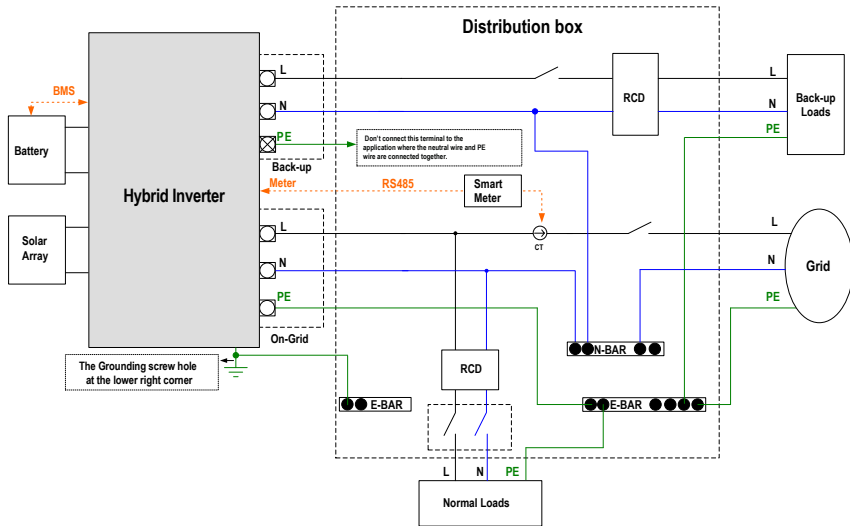 Distribution box
L
N
PE
BMS
Battery
Hybrid Inverter
Solar
Array
Back-up
Don't connect this terminal to the
application where the neutral wire and PE
wire are connected together.
RCD
L
N
PE
Back-up
Loads
Meter
RS485
Smart
Meter
CT
L
N
PE
On-Grid
L
N
PE
Grid
The Grounding screw hole
at the lower right corner
RCD
N-BAR
E-BAR
E-BAR
L
N
PE
Normal Loads